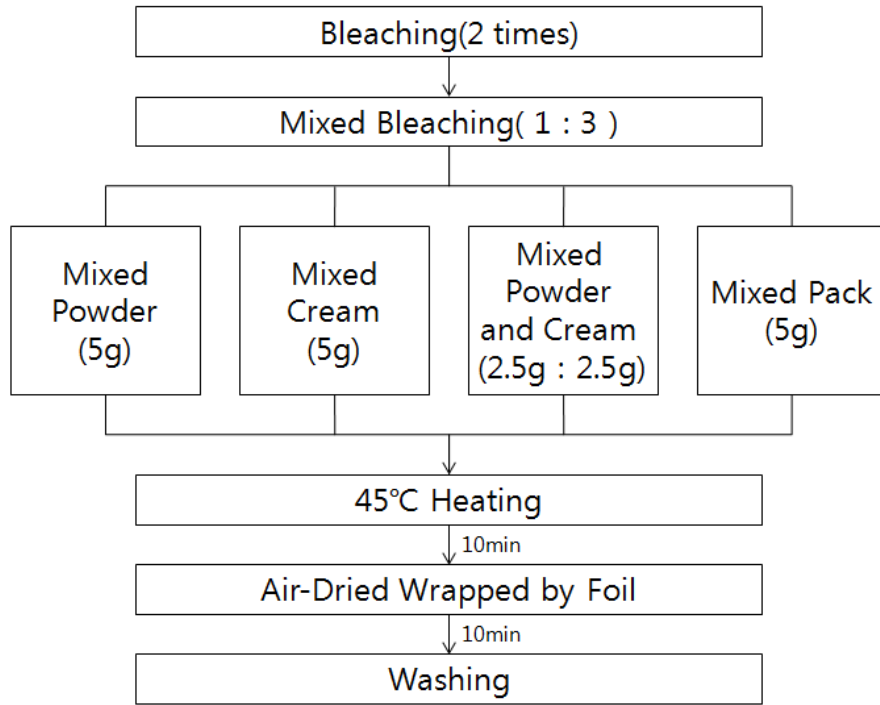 Bleaching(2 times)
Mixed Bleaching( 1 : 3 )
Mixed
Powder
(5g)
Mixed
Cream
(5g)
Mixed
Powder
and Cream
(2.5g : 2.5g)
Mixed Pack
(5g)
45℃ Heating
10min
Air-Dried Wrapped by Foil
10min
Washing